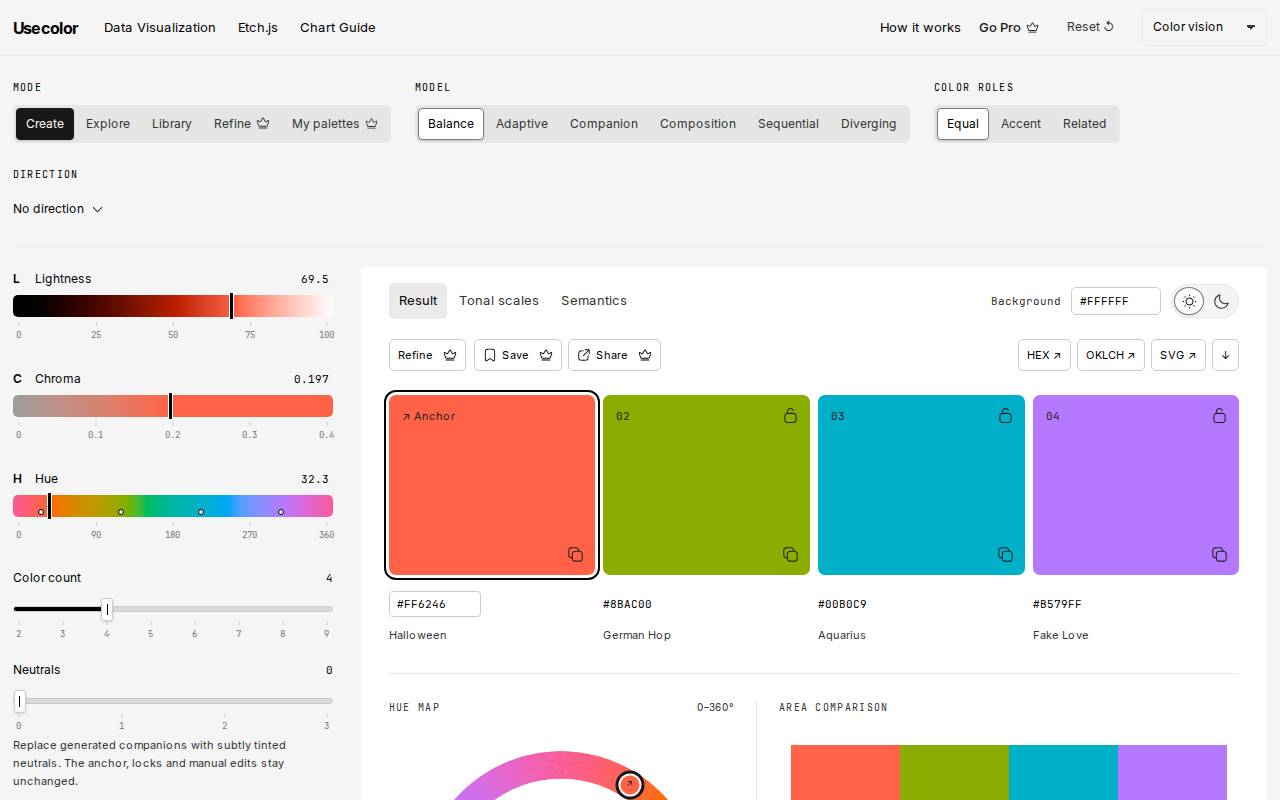 Usecolor
Data Visualization
Etch.js
Chart Guide
How it works
Go Pro
Reset
Color vision
MODE
Create
Explore
Library
Refine
My palettes
MODEL
Balance
Adaptive
Companion
Composition
Sequential
Diverging
COLOR ROLES
Equal
Accent
Related
DIRECTION
No direction
L Lightness 69.5
0 25 50 75 100
C Chroma 0.197
0 0.1 0.2 0.3 0.4
H Hue 32.3
0 90 180 270 360
Color count 4
2 3 4 5 6 7 8 9
Neutrals 0
0 1 2 3
Replace generated companions with subtly tinted
neutrals. The anchor, locks and manual edits stay
unchanged.
Result
Tonal scales
Semantics
Background #FFFFFF
Refine
Save
Share
HEX ↗
OKLCH ↗
SVG ↗
↓
↗ Anchor
02
03
04
#FF6246
#8BAC00
#00B0C9
#B579FF
Halloween
German Hop
Aquarius
Fake Love
HUE MAP
0–360°
AREA COMPARISON